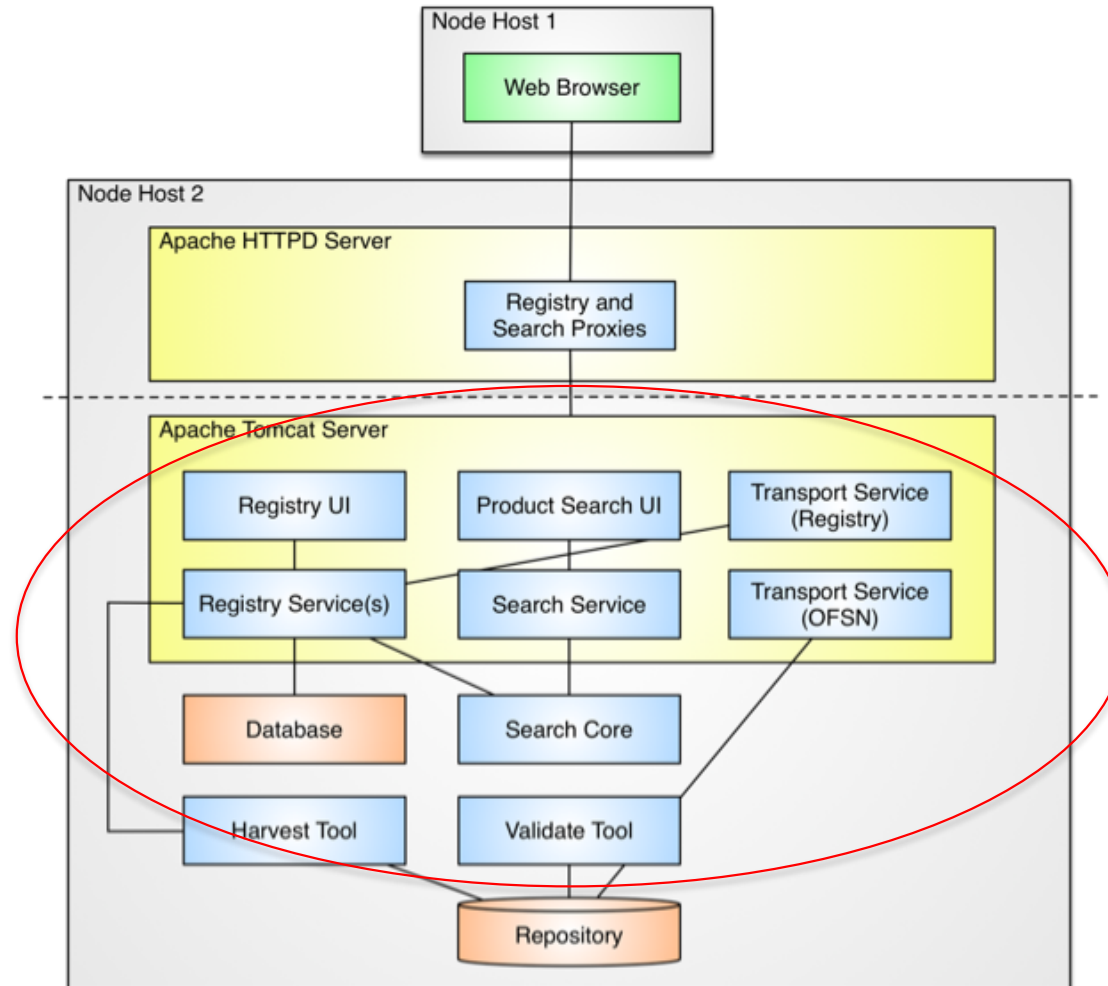 Node Host 1
Web Browser
Node Host 2
Apache HTTPD Server
Registry and
Search Proxies
Apache Tomcat Server
Registry UI
Product Search UI
Transport Service
(Registry)
Registry Service(s)
Search Service
Transport Service
(OFSN)
Database
Search Core
Harvest Tool
Validate Tool
Repository